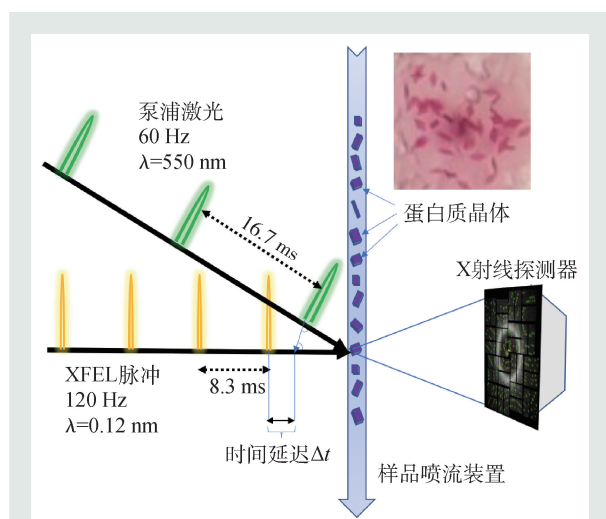 泵浦激光
60 Hz
λ=550 nm
16.7 ms
蛋白质晶体
X射线探测器
XFEL脉冲
120 Hz
λ=0.12 nm
8.3 ms
时间延迟Δt
样品喷流装置